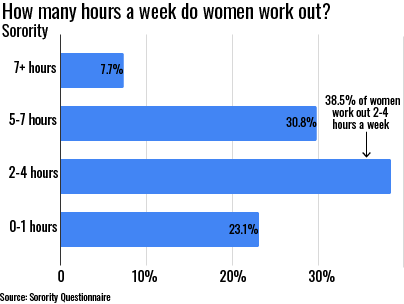 How many hours a week do women work out?
Sorority
7+ hours
7.7%
5-7 hours
30.8%
38.5% of women
work out 2-4
hours a week
2-4 hours
0-1 hours
23.1%
0
10%
20%
30%
Source: Sorority Questionnaire